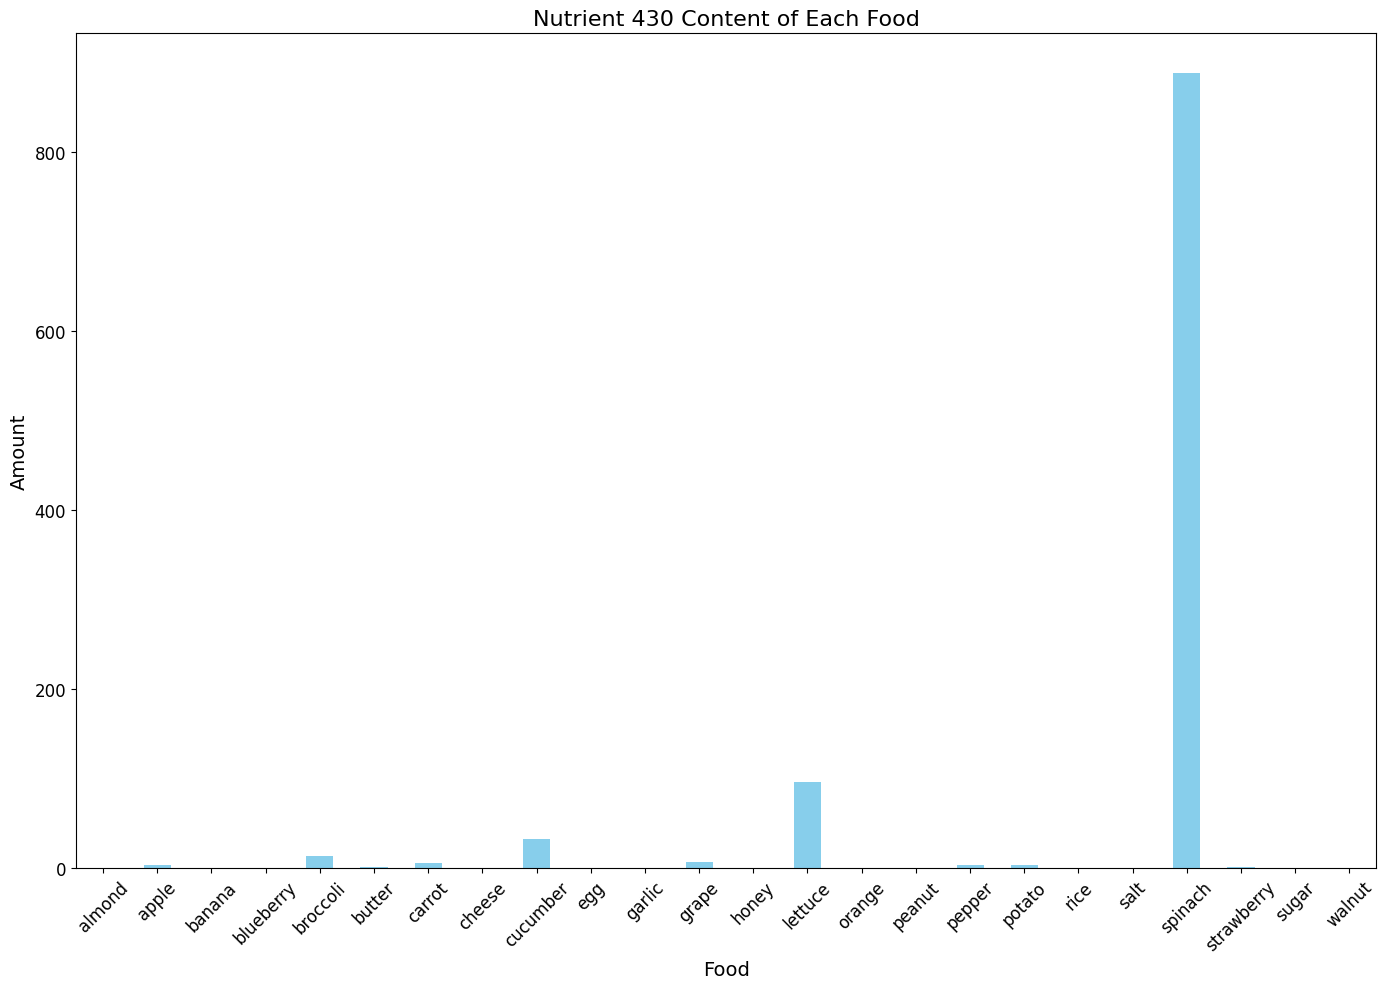 Nutrient 430 Content of Each Food
Amount
800
600
400
200
0
almond
apple
banana
blueberry
broccoli
butter
carrot
cheese
cucumber
egg
garlic
grape
honey
lettuce
orange
peanut
pepper
potato
rice
salt
spinach
strawberry
sugar
walnut
Food